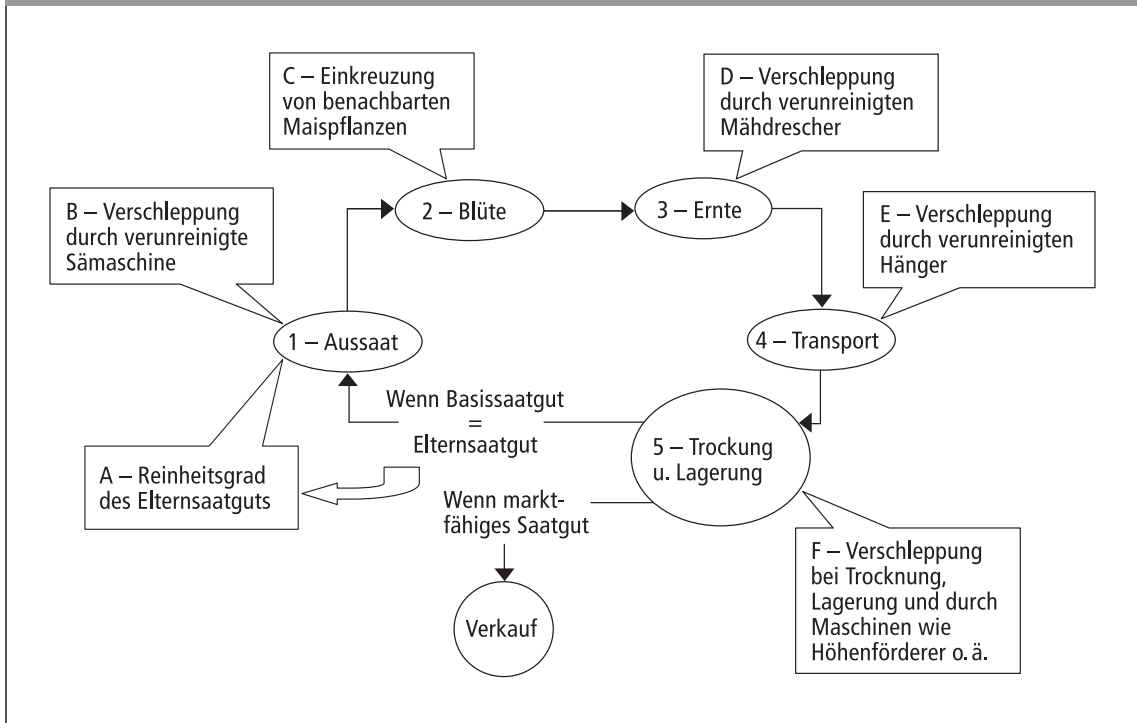 C – Einkreuzung
von benachbarten
Maispflanzen
D – Verschleppung
durch verunreinigten
Mähdrescher
B – Verschleppung
durch verunreinigte
Sämaschine
2 – Blüte
3 – Ernte
E – Verschleppung
durch verunreinigten
Hänger
1 – Aussaat
4 – Transport
Wenn Basissaatgut
=
Elternsaatgut
5 – Trockung
u. Lagerung
A – Reinheitsgrad
des Elternsaatguts
Wenn markt-
fähiges Saatgut
F – Verschleppung
bei Trocknung,
Lagerung und durch
Maschinen wie
Höhenförderer o. ä.
Verkauf